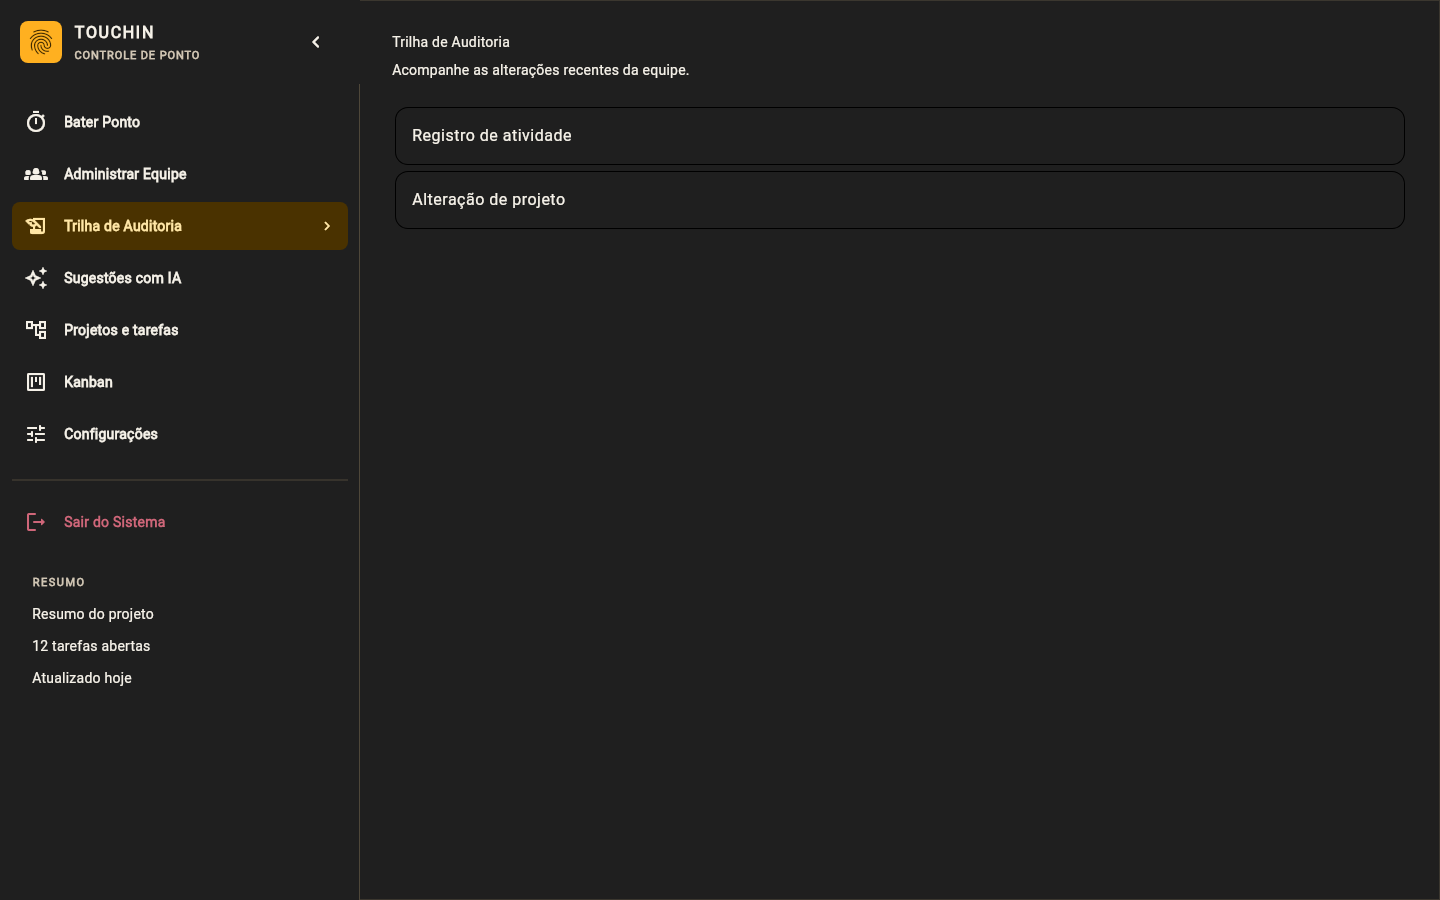 TOUCHIN
CONTROLE DE PONTO
Bater Ponto
Administrar Equipe
Trilha de Auditoria
Sugestões com IA
Projetos e tarefas
Kanban
Configurações
Sair do Sistema
RESUMO
Resumo do projeto
12 tarefas abertas
Atualizado hoje
Trilha de Auditoria
Acompanhe as alterações recentes da equipe.
Registro de atividade
Alteração de projeto